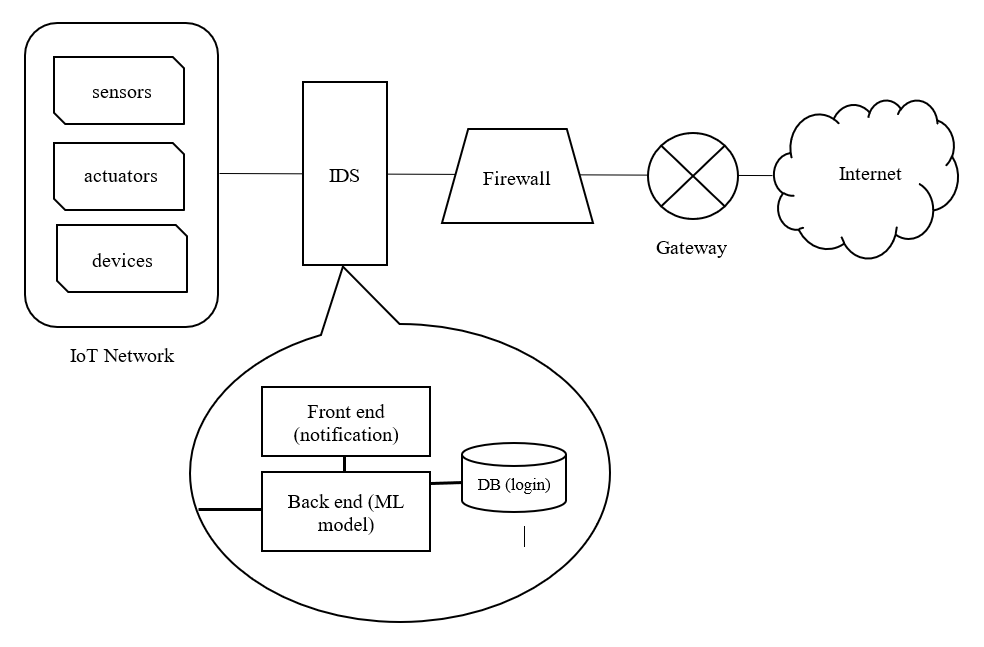 sensors
actuators
devices
IoT Network
IDS
Firewall
Gateway
Internet
Front end
(notification)
Back end (ML
model)
DB (login)